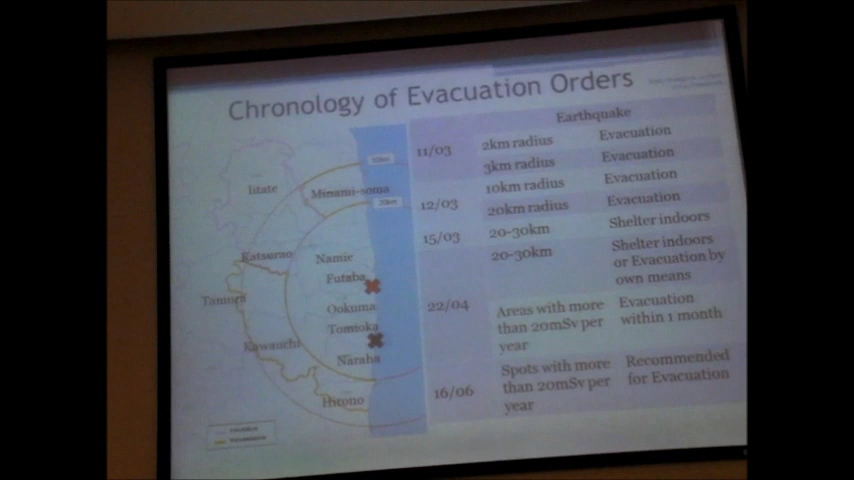 Chronology of Evacuation Orders
Earthquake
11/03
2km radius
Evacuation
3km radius
Evacuation
10km radius
Evacuation
12/03
20km radius
Evacuation
15/03
20-30km
Shelter indoors
20-30km
Shelter indoors
or Evacuation by
own means
22/04
Areas with more
than 20mSv per
year
Evacuation
within 1 month
16/06
Spots with more
than 20mSv per
year
Recommended
for Evacuation
30km
Iitate
Minami-soma
20km
Katsurao
Namie
Futaba
Tamura
Ookuma
Tomioka
Kawauchi
Naraha
Hirono